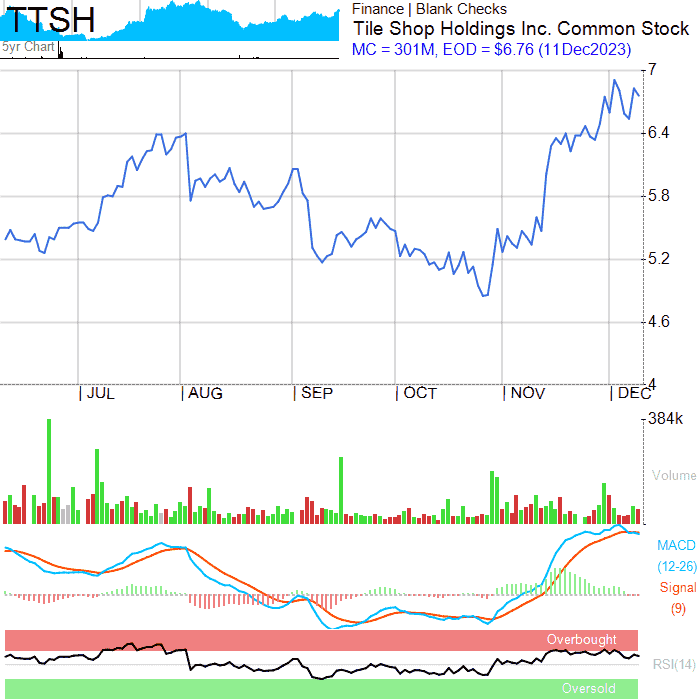 TTSH
5yr Chart
Finance | Blank Checks
Tile Shop Holdings Inc. Common Stock
MC = 301M, EOD = $6.76 (11Dec2023)
7
6.4
5.8
5.2
4.6
4
| JUL | AUG | SEP | OCT | NOV | DEC
384k
Volume
MACD
(12-26)
Signal
(9)
Overbought
RSI(14)
Oversold